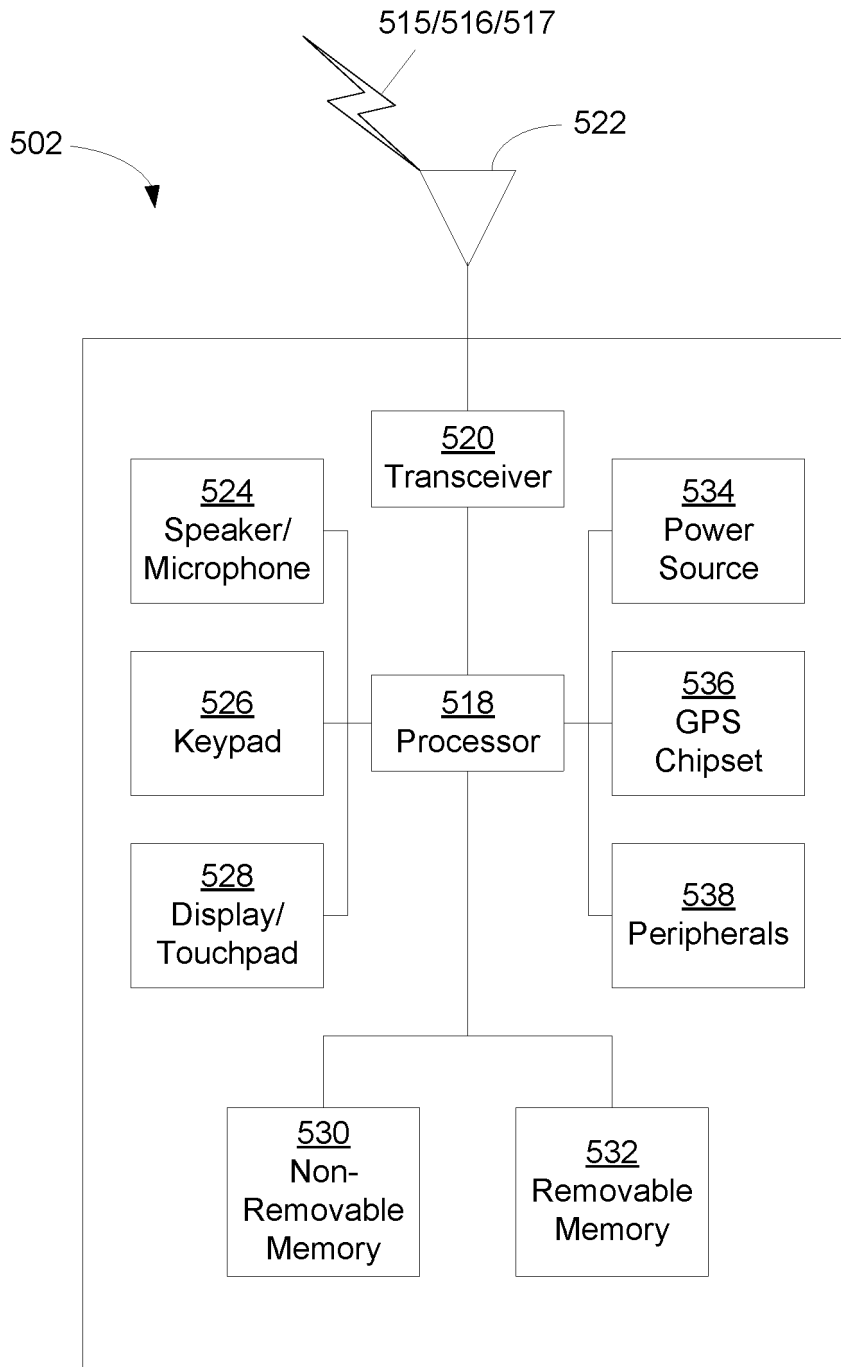 515/516/517
522
502
520
Transceiver
524
Speaker/
Microphone
534
Power
Source
526
Keypad
518
Processor
536
GPS
Chipset
528
Display/
Touchpad
538
Peripherals
530
Non-
Removable
Memory
532
Removable
Memory